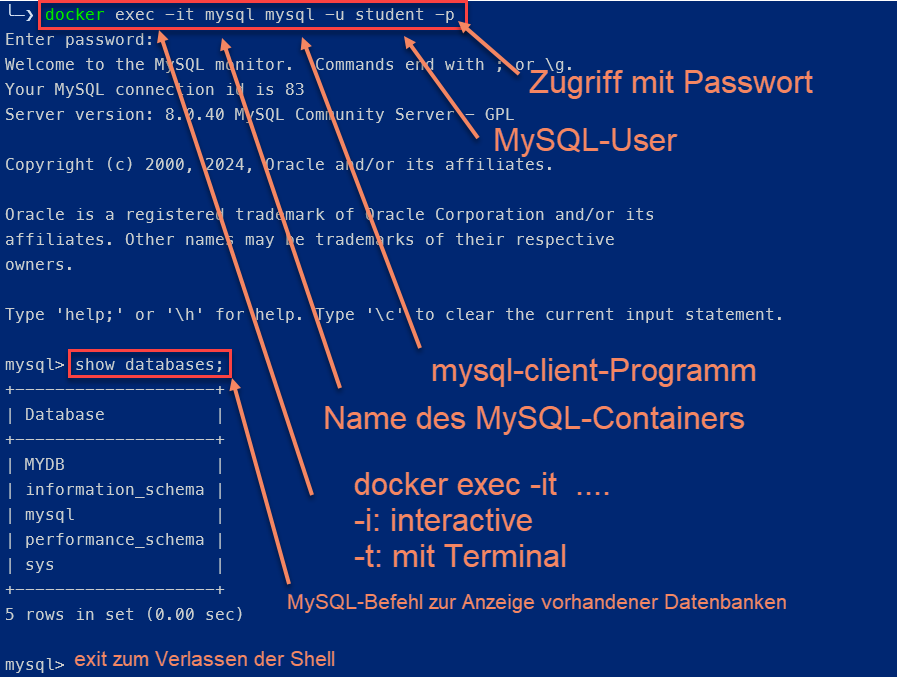 ╰─❯ docker exec -it mysql mysql -u student -p
Enter password:
Zugriff mit Passwort
Welcome to the MySQL monitor.  Commands end with ; or \g.
Your MySQL connection id is 83
MySQL-User
Server version: 8.0.40 MySQL Community Server - GPL
Copyright (c) 2000, 2024, Oracle and/or its affiliates.
Oracle is a registered trademark of Oracle Corporation and/or its
affiliates. Other names may be trademarks of their respective
owners.
Type 'help;' or '\h' for help. Type '\c' to clear the current input statement.
mysql> show databases;
mysql-client-Programm
+--------------------+
| Database           |
Name des MySQL-Containers
+--------------------+
| MYDB               |
| information_schema |
| mysql              |
| performance_schema |
| sys                |
+--------------------+
docker exec -it  ....
-i: interactive
-t: mit Terminal
MySQL-Befehl zur Anzeige vorhandener Datenbanken
5 rows in set (0.00 sec)
mysql> exit zum Verlassen der Shell